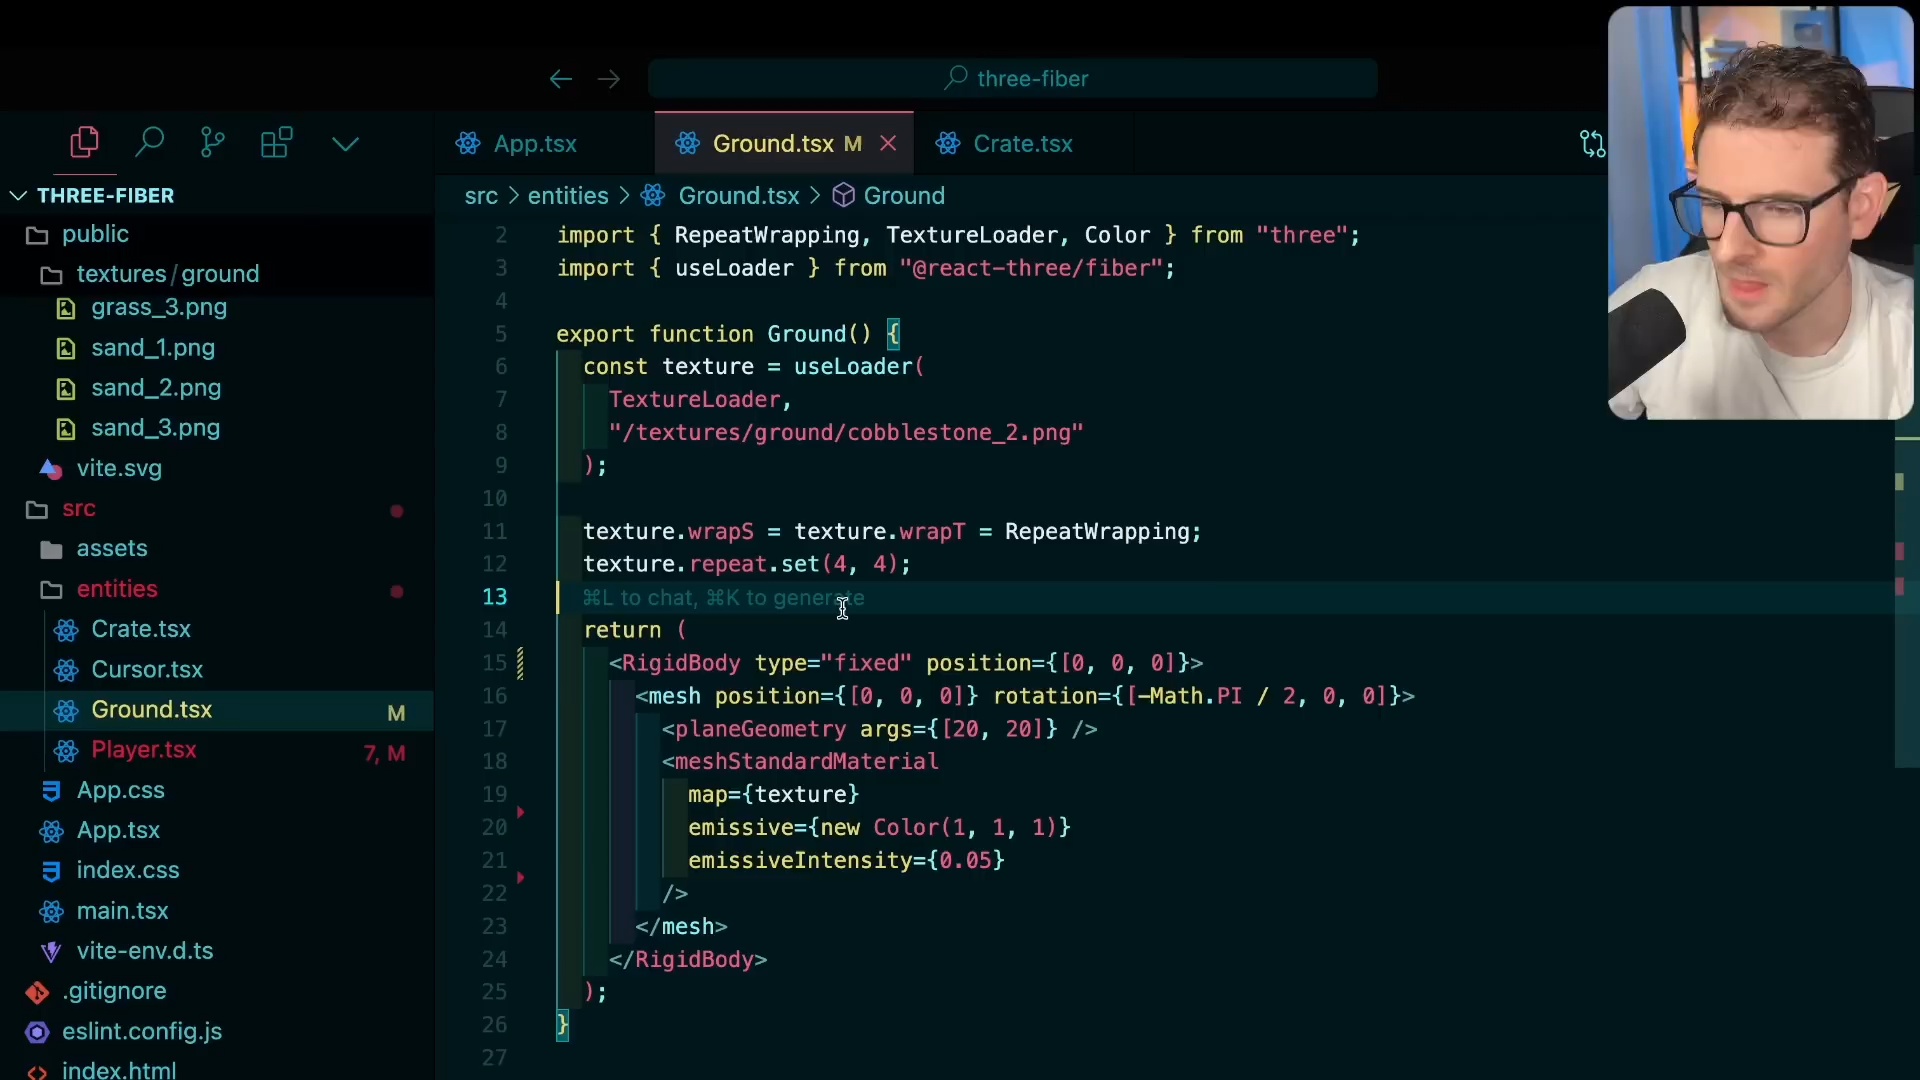 three-fiber
App.tsx
Ground.tsx M
Crate.tsx
THREE-FIBER
src > entities > Ground.tsx > Ground
public
textures/ground
grass_3.png
sand_1.png
sand_2.png
sand_3.png
vite.svg
src
assets
entities
Crate.tsx
Cursor.tsx
Ground.tsx M
Player.tsx 7, M
App.css
App.tsx
index.css
main.tsx
vite-env.d.ts
.gitignore
eslint.config.js
index.html
2 import { RepeatWrapping, TextureLoader, Color } from "three";
3 import { useLoader } from "@react-three/fiber";
4
5 export function Ground() {
6 const texture = useLoader(
7 TextureLoader,
8 "/textures/ground/cobblestone_2.png"
9 );
10
11 texture.wrapS = texture.wrapT = RepeatWrapping;
12 texture.repeat.set(4, 4);
13 ⌘L to chat, ⌘K to generate
14 return (
15 <RigidBody type="fixed" position={[0, 0, 0]}>
16 <mesh position={[0, 0, 0]} rotation={[-Math.PI / 2, 0, 0]}>
17 <planeGeometry args={[20, 20]} />
18 <meshStandardMaterial
19 map={texture}
20 emissive={new Color(1, 1, 1)}
21 emissiveIntensity={0.05}
22 />
23 </mesh>
24 </RigidBody>
25 );
26 }
27